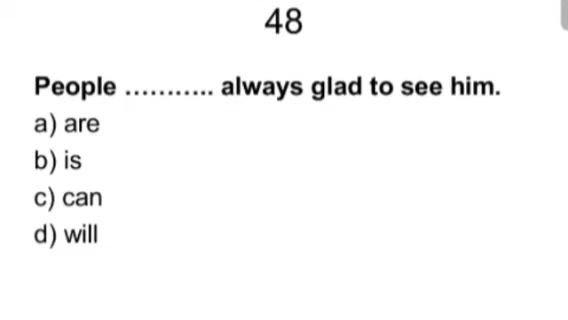 48
People ........... always glad to see him.
a) are
b) is
c) can
d) will